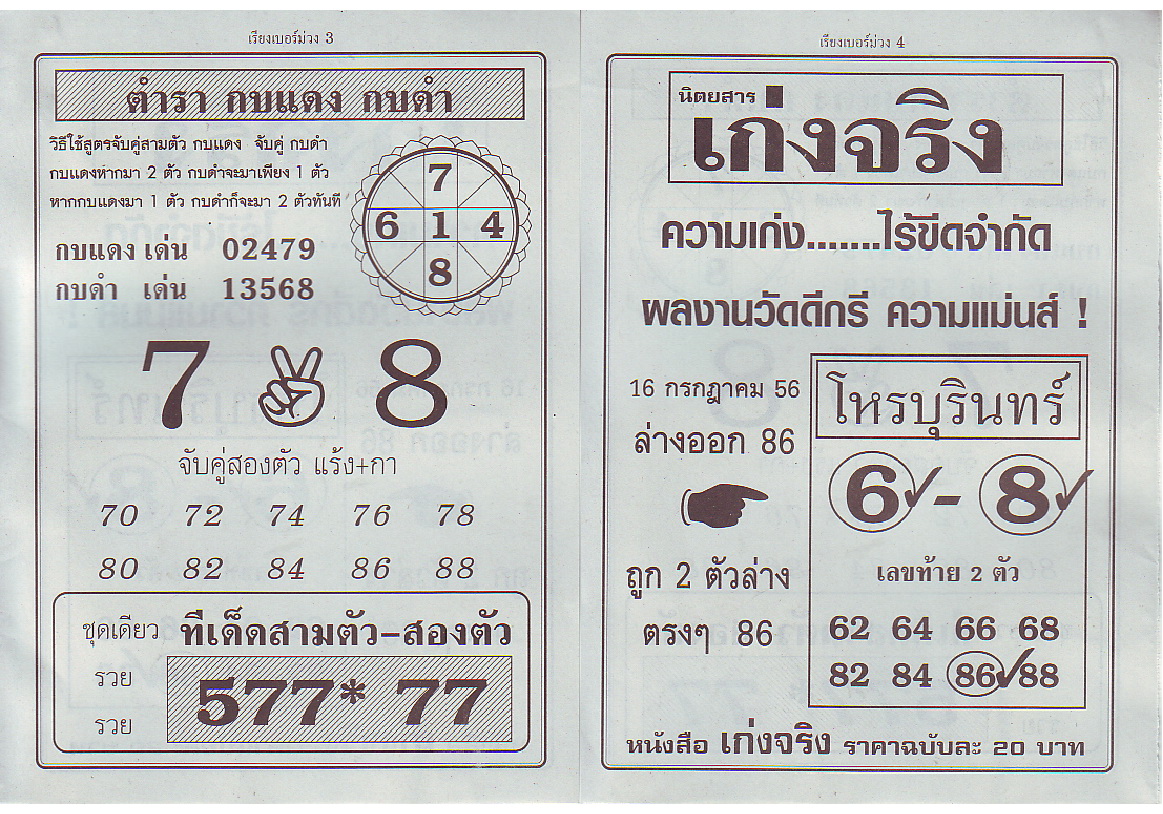 เรียงเบอร์ม่วง 3
ตำรา กบแดง กบดำ
วิธีใช้สูตรจับคู่สามตัว กบแดง จับคู่ กบดำ
กบแดงหากมา 2 ตัว กบดำจะมาเพียง 1 ตัว
หากกบแดงมา 1 ตัว กบดำก็จะมา 2 ตัวทันที
กบแดง เด่น 02479
กบดำ เด่น 13568
7
6 1 4
8
7 8
จับคู่สองตัว แร้ง+กา
70 72 74 76 78
80 82 84 86 88
ชุดเดียว ทีเด็ดสามตัว-สองตัว
รวย
577* 77
รวย
เรียงเบอร์ม่วง 4
นิตยสาร
เก่งจริง
ความเก่ง.......ไร้ขีดจำกัด
ผลงานวัดดีกรี ความแม่นส์ !
16 กรกฎาคม 56
ล่างออก 86
ถูก 2 ตัวล่าง
ตรงๆ 86
โหรบุรินทร์
6✓- 8✓
เลขท้าย 2 ตัว
62 64 66 68
82 84 86✓88
หนังสือ เก่งจริง ราคาฉบับละ 20 บาท